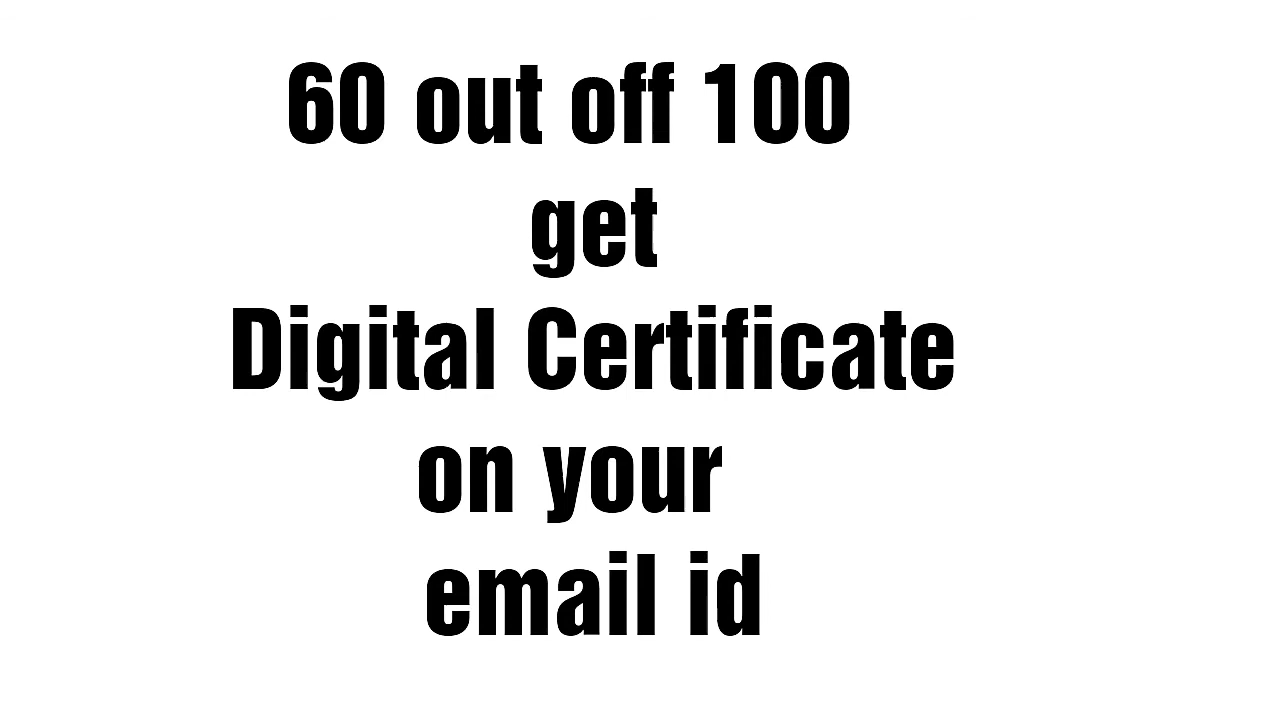 60 out off 100
get
Digital Certificate
on your
email id